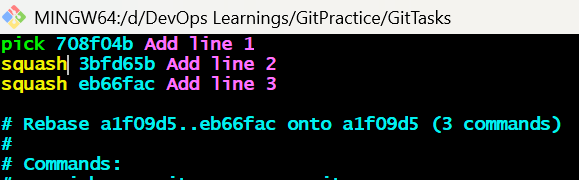 MINGW64:/d/DevOps Learnings/GitPractice/GitTasks
pick 708f04b Add line 1
squash 3bfd65b Add line 2
squash eb66fac Add line 3
# Rebase a1f09d5..eb66fac onto a1f09d5 (3 commands)
#
# Commands: